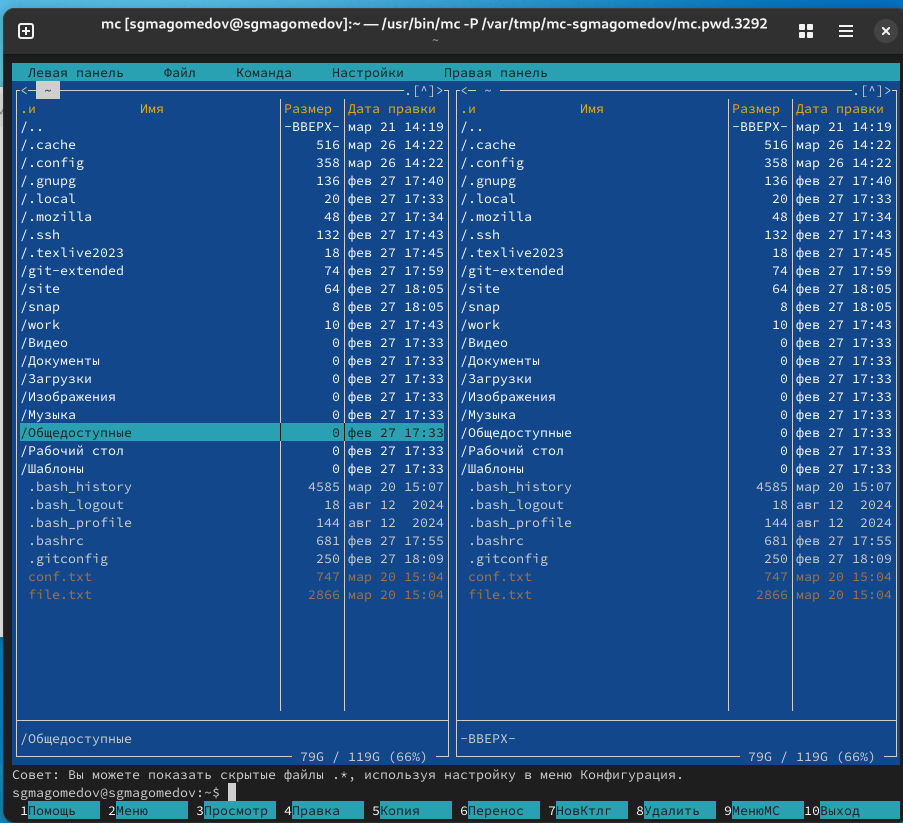 mc [sgmagomedov@sgmagomedov]:~ — /usr/bin/mc -P /var/tmp/mc-sgmagomedov/mc.pwd.3292
~
Левая панель Файл Команда Настройки Правая панель
<─ ~ .[^]> <─ ~ .[^]>
.и Имя Размер Дата правки .и Имя Размер Дата правки
/.. -ВВЕРХ- мар 21 14:19 /.. -ВВЕРХ- мар 21 14:19
/.cache 516 мар 26 14:22 /.cache 516 мар 26 14:22
/.config 358 мар 26 14:22 /.config 358 мар 26 14:22
/.gnupg 136 фев 27 17:40 /.gnupg 136 фев 27 17:40
/.local 20 фев 27 17:33 /.local 20 фев 27 17:33
/.mozilla 48 фев 27 17:34 /.mozilla 48 фев 27 17:34
/.ssh 132 фев 27 17:43 /.ssh 132 фев 27 17:43
/.texlive2023 18 фев 27 17:45 /.texlive2023 18 фев 27 17:45
/git-extended 74 фев 27 17:59 /git-extended 74 фев 27 17:59
/site 64 фев 27 18:05 /site 64 фев 27 18:05
/snap 8 фев 27 18:05 /snap 8 фев 27 18:05
/work 10 фев 27 17:43 /work 10 фев 27 17:43
/Видео 0 фев 27 17:33 /Видео 0 фев 27 17:33
/Документы 0 фев 27 17:33 /Документы 0 фев 27 17:33
/Загрузки 0 фев 27 17:33 /Загрузки 0 фев 27 17:33
/Изображения 0 фев 27 17:33 /Изображения 0 фев 27 17:33
/Музыка 0 фев 27 17:33 /Музыка 0 фев 27 17:33
/Общедоступные 0 фев 27 17:33 /Общедоступные 0 фев 27 17:33
/Рабочий стол 0 фев 27 17:33 /Рабочий стол 0 фев 27 17:33
/Шаблоны 0 фев 27 17:33 /Шаблоны 0 фев 27 17:33
.bash_history 4585 мар 20 15:07 .bash_history 4585 мар 20 15:07
.bash_logout 18 авг 12 2024 .bash_logout 18 авг 12 2024
.bash_profile 144 авг 12 2024 .bash_profile 144 авг 12 2024
.bashrc 681 фев 27 17:55 .bashrc 681 фев 27 17:55
.gitconfig 250 фев 27 18:09 .gitconfig 250 фев 27 18:09
conf.txt 747 мар 20 15:04 conf.txt 747 мар 20 15:04
file.txt 2866 мар 20 15:04 file.txt 2866 мар 20 15:04
/Общедоступные -ВВЕРХ-
79G / 119G (66%) 79G / 119G (66%)
Совет: Вы можете показать скрытые файлы .*, используя настройку в меню Конфигурация.
sgmagomedov@sgmagomedov:~$
1Помощь 2Меню 3Просмотр 4Правка 5Копия 6Перенос 7НовКтлг 8Удалить 9МенюMC 10Выход